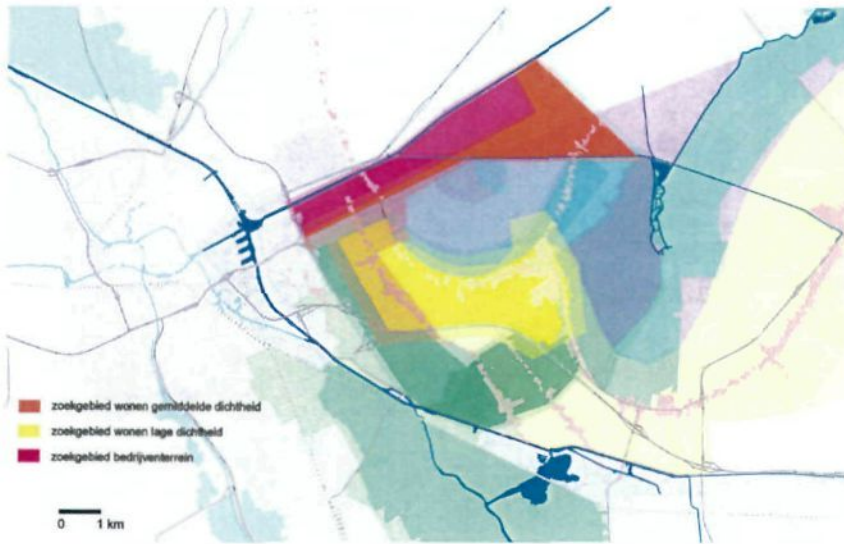 zoekgebied wonen gemiddelde dichtheid
zoekgebied wonen lage dichtheid
zoekgebied bedrijventerrein
0 1 km